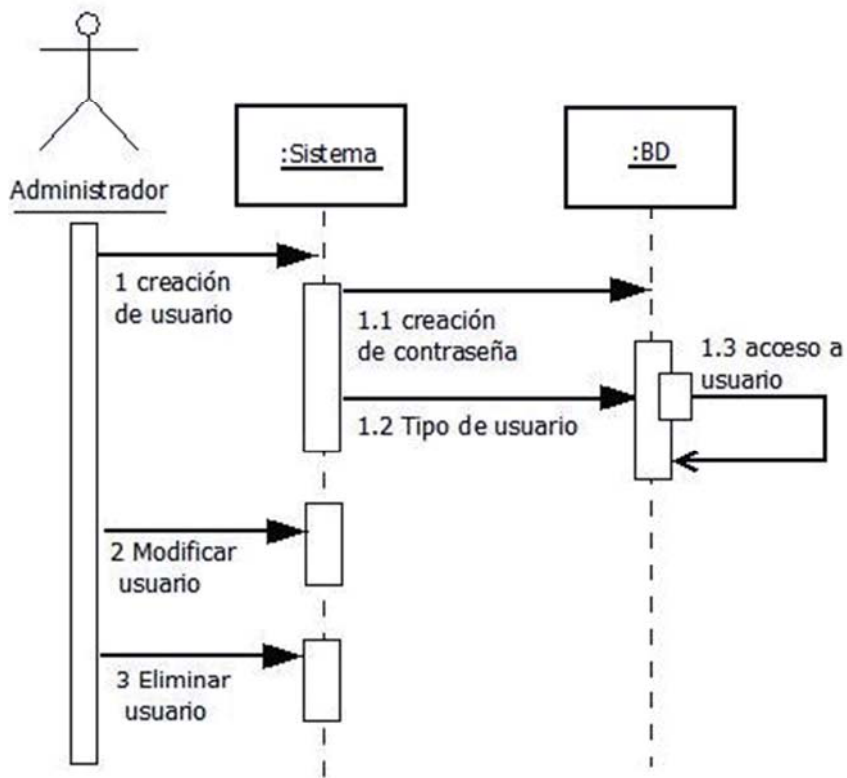 :Sistema
:BD
Administrador
1 creación
de usuario
1.1 creación
de contraseña
1.3 acceso a
usuario
1.2 Tipo de usuario
2 Modificar
usuario
3 Eliminar
usuario